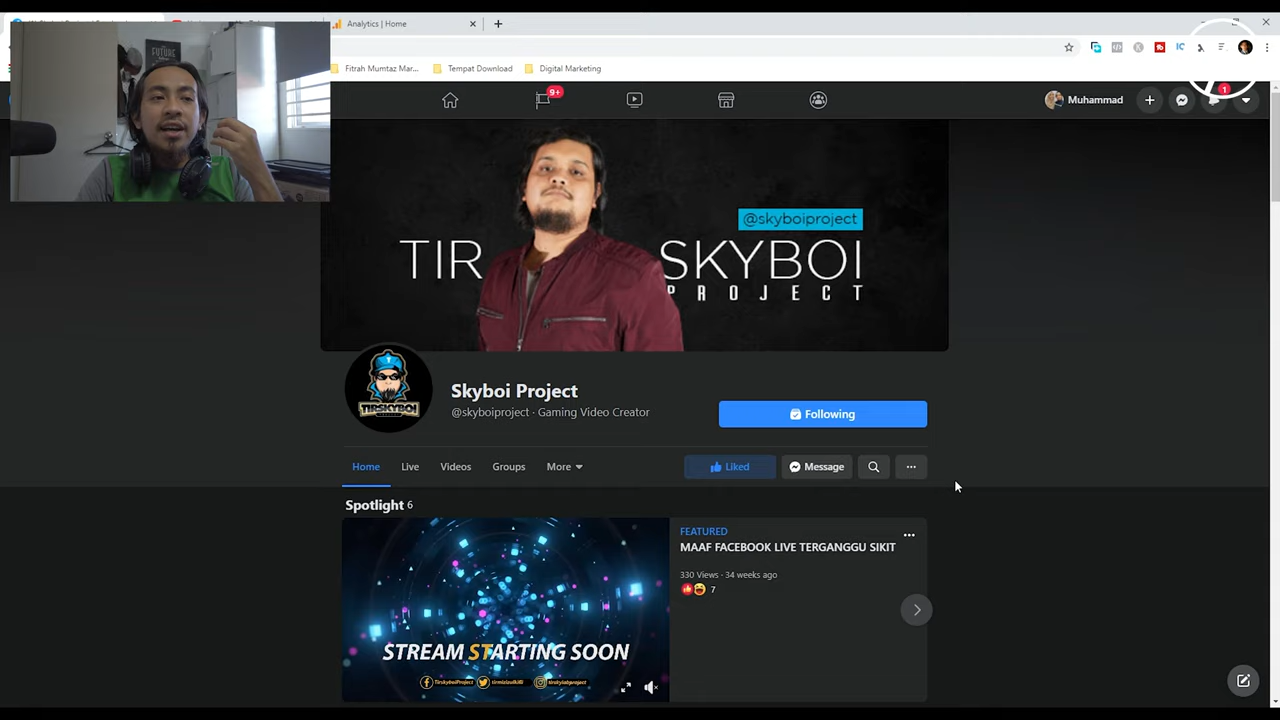 Analytics | Home
Fitrah Mumtaz Mar...
Tempat Download
Digital Marketing
9+
Muhammad
1
FUTURE
@skyboiproject
TIR SKYBOI
PROJECT
TIRSKYBOI
Skyboi Project
@skyboiproject · Gaming Video Creator
Following
Home
Live
Videos
Groups
More
Liked
Message
Spotlight 6
FEATURED
MAAF FACEBOOK LIVE TERGANGGU SIKIT
330 Views · 34 weeks ago
7
STREAM STARTING SOON